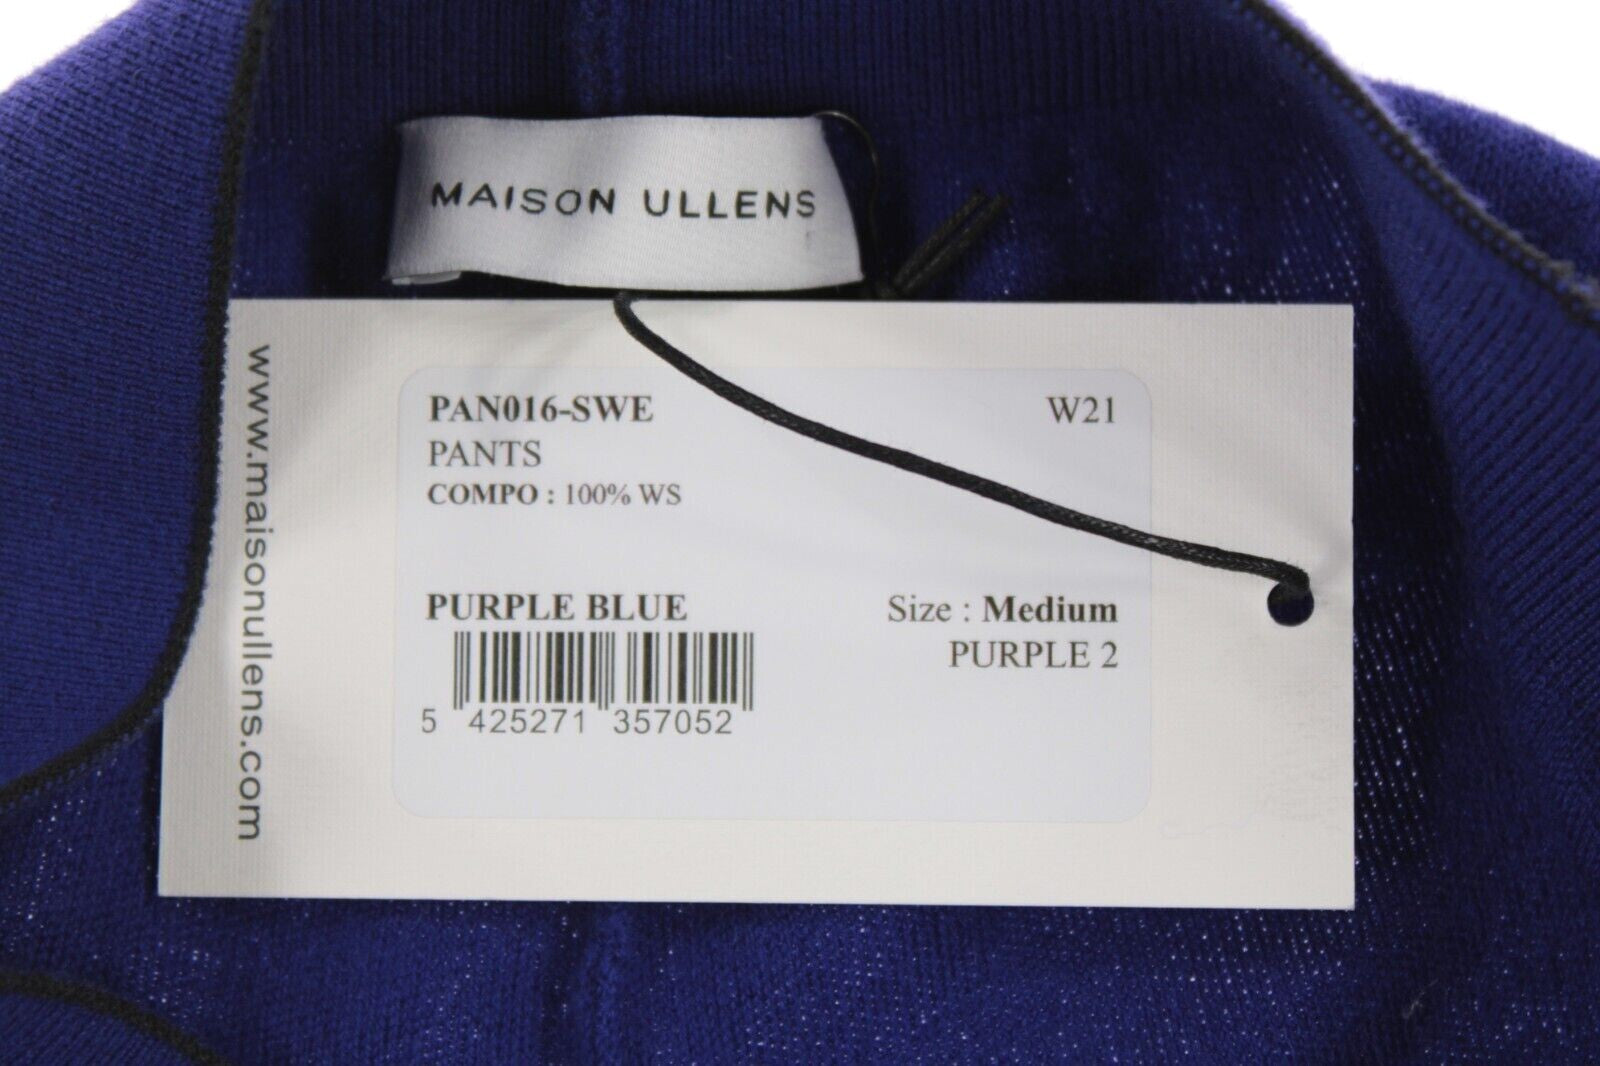 MAISON ULLENS
www.maisonullens.com
PAN016-SWE W21
PANTS
COMPO : 100% WS
PURPLE BLUE Size : Medium
PURPLE 2
5 425271 357052